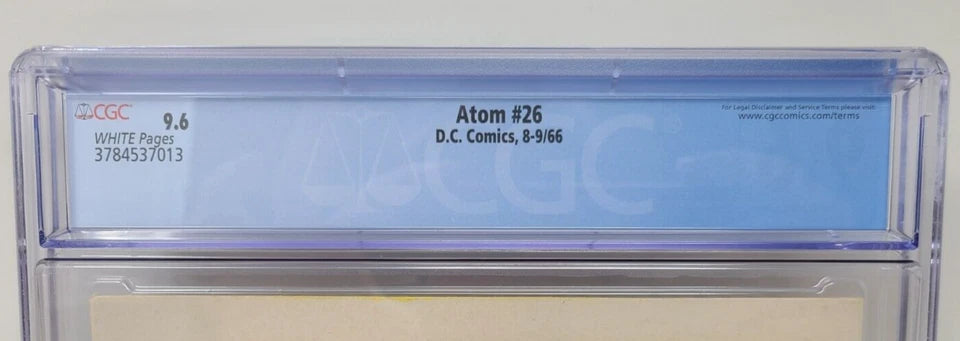 CGC
9.6
WHITE Pages
3784537013
Atom #26
D.C. Comics, 8-9/66
For Legal Disclaimer and Service Terms please visit:
www.cgccomics.com/terms
CGC